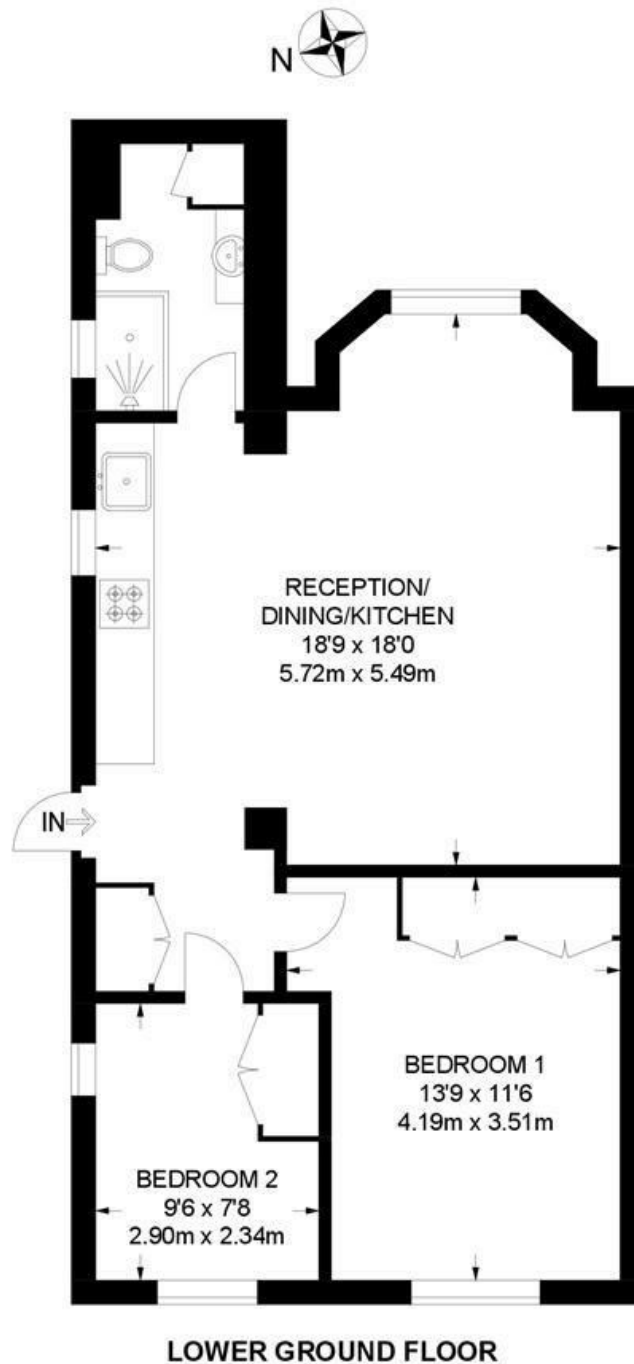 N
RECEPTION/
DINING/KITCHEN
18'9 x 18'0
5.72m x 5.49m
IN
BEDROOM 1
13'9 x 11'6
4.19m x 3.51m
BEDROOM 2
9'6 x 7'8
2.90m x 2.34m
LOWER GROUND FLOOR